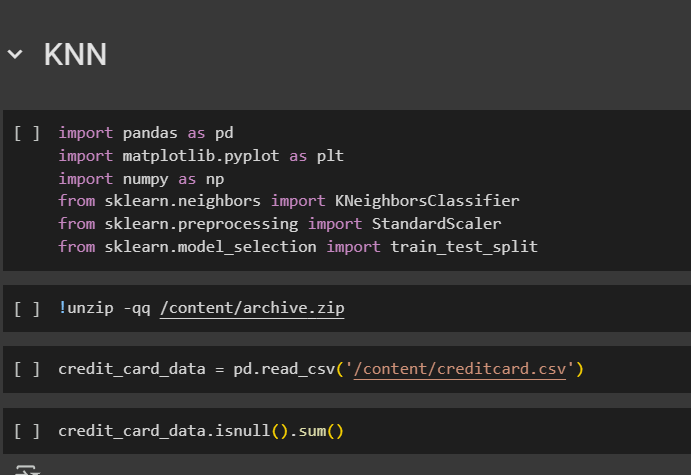 KNN
[ ] import pandas as pd
import matplotlib.pyplot as plt
import numpy as np
from sklearn.neighbors import KNeighborsClassifier
from sklearn.preprocessing import StandardScaler
from sklearn.model_selection import train_test_split
[ ] !unzip -qq /content/archive.zip
[ ] credit_card_data = pd.read_csv('/content/creditcard.csv')
[ ] credit_card_data.isnull().sum()